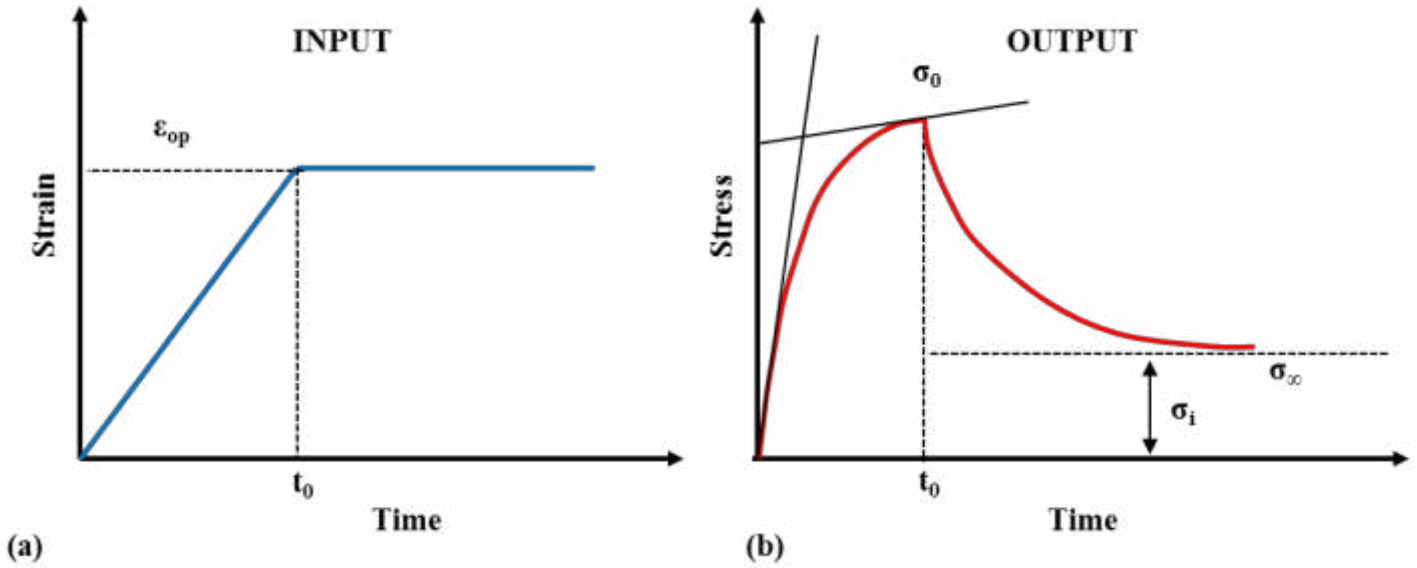 INPUT
ε_op
Strain
t₀
Time
(a)
OUTPUT
σ₀
Stress
σ∞
σᵢ
t₀
Time
(b)